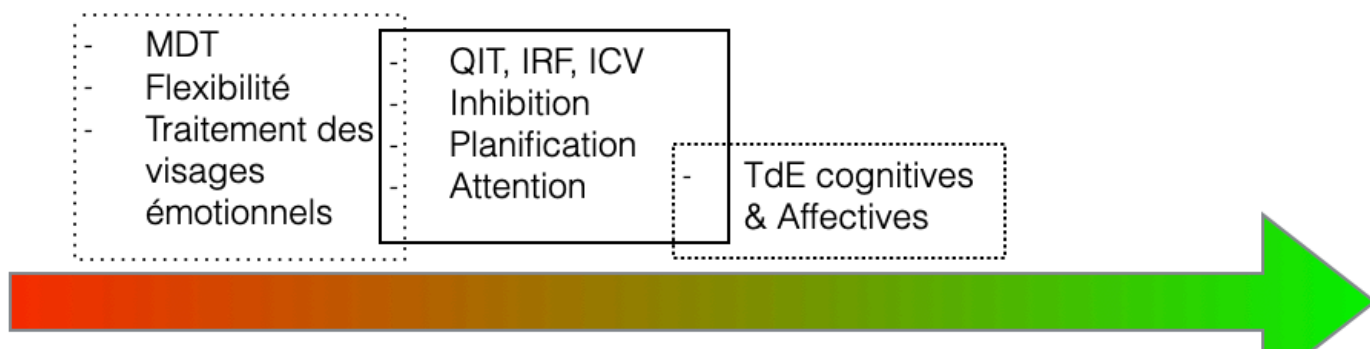 - MDT
- Flexibilité
- Traitement des
visages
émotionnels
- QIT, IRF, ICV
- Inhibition
- Planification
- Attention
- TdE cognitives
& Affectives